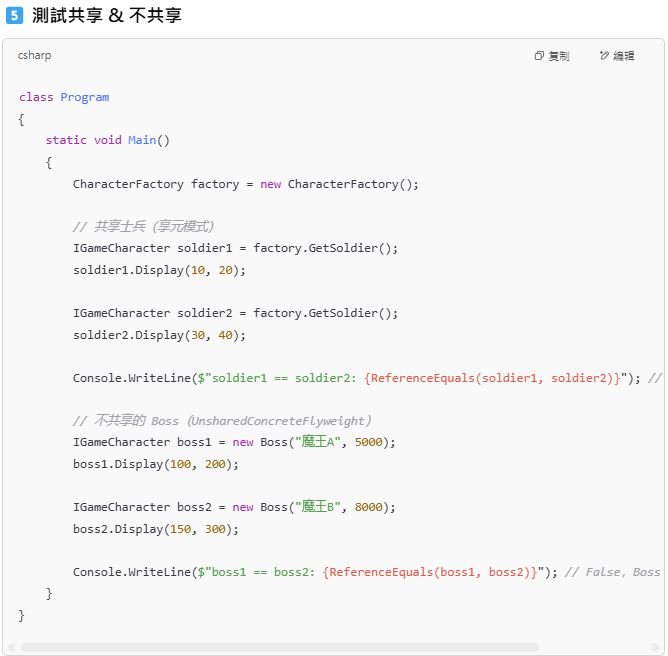 5 測試共享 & 不共享
csharp 复制 编辑
class Program
{
    static void Main()
    {
        CharacterFactory factory = new CharacterFactory();

        // 共享士兵（享元模式）
        IGameCharacter soldier1 = factory.GetSoldier();
        soldier1.Display(10, 20);

        IGameCharacter soldier2 = factory.GetSoldier();
        soldier2.Display(30, 40);

        Console.WriteLine($"soldier1 == soldier2: {ReferenceEquals(soldier1, soldier2)}"); //

        // 不共享的 Boss（UnsharedConcreteFlyweight）
        IGameCharacter boss1 = new Boss("魔王A", 5000);
        boss1.Display(100, 200);

        IGameCharacter boss2 = new Boss("魔王B", 8000);
        boss2.Display(150, 300);

        Console.WriteLine($"boss1 == boss2: {ReferenceEquals(boss1, boss2)}"); // False, Boss
    }
}